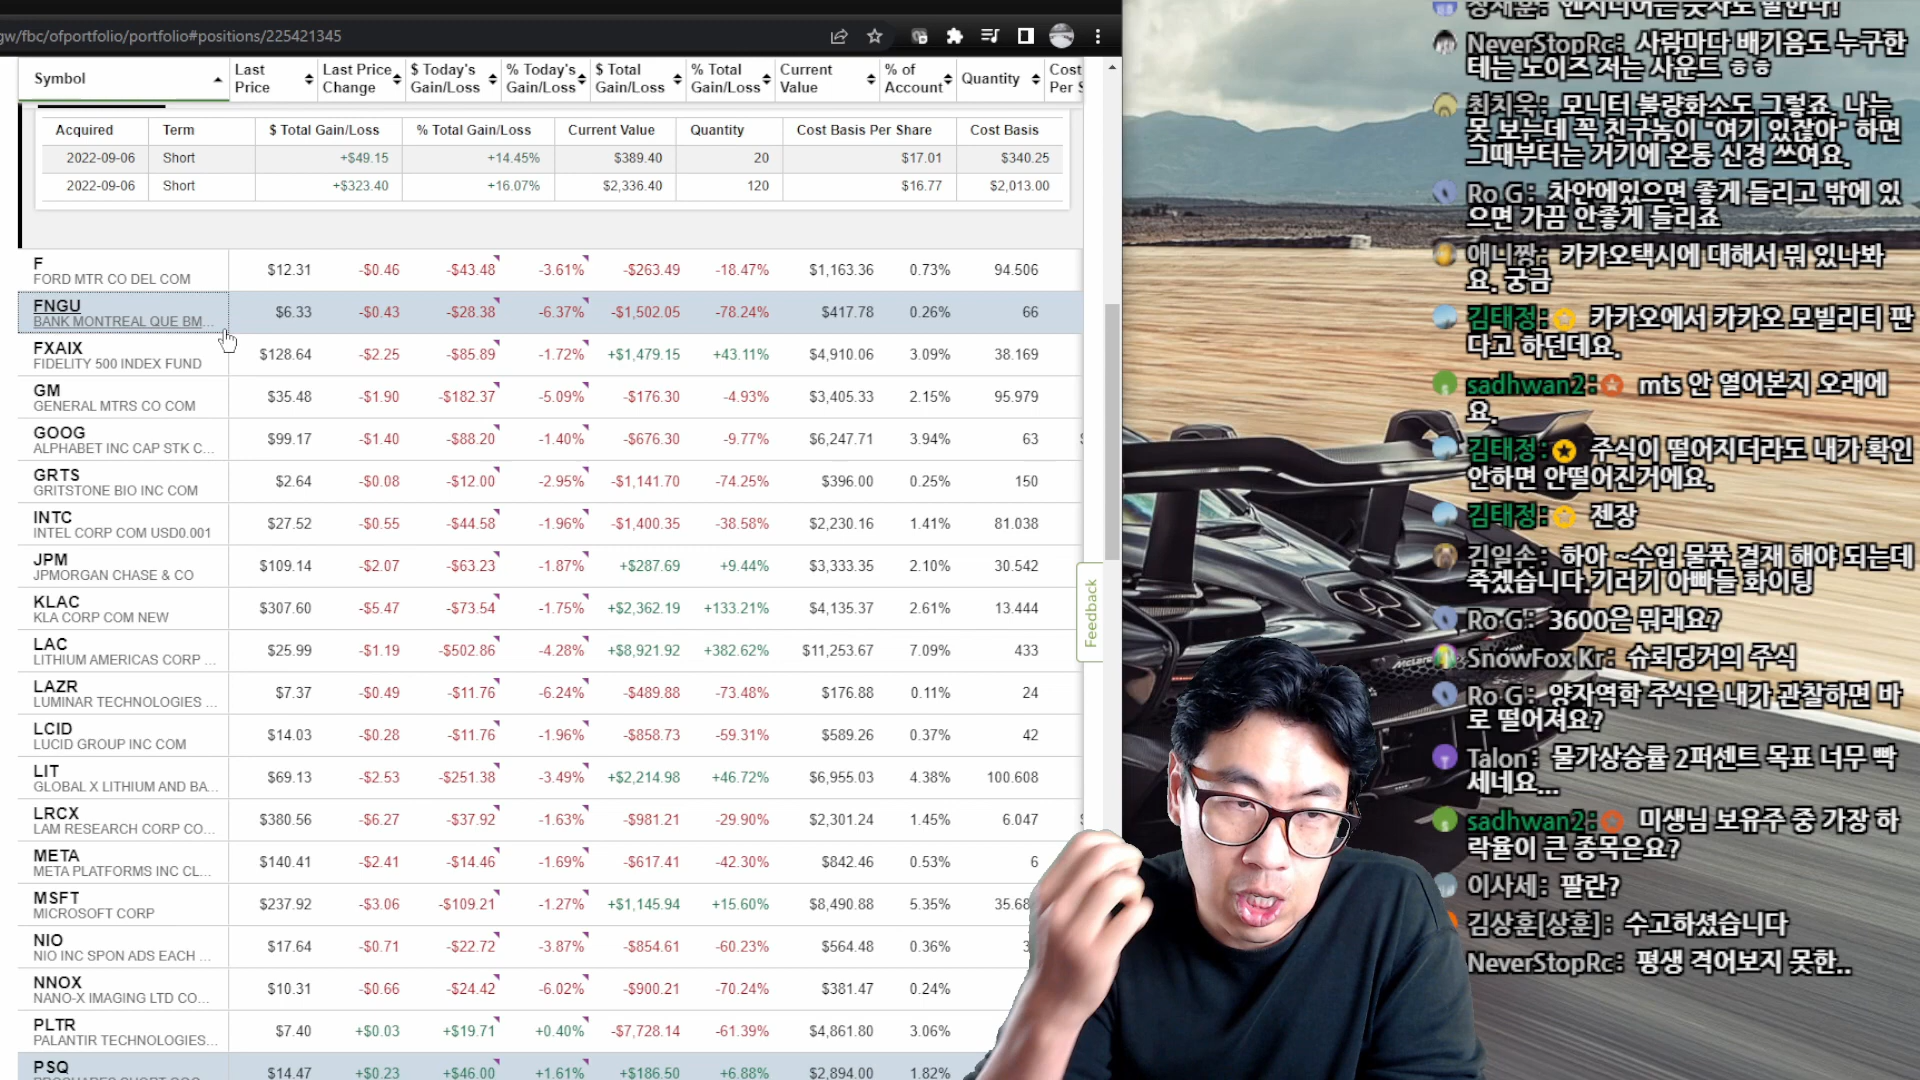 gw/fbc/ofportfolio/portfolio#positions/225421345
Symbol Last Price Last Price Change $ Today's Gain/Loss % Today's Gain/Loss $ Total Gain/Loss % Total Gain/Loss Current Value % of Account Quantity Cost Per
Acquired Term $ Total Gain/Loss % Total Gain/Loss Current Value Quantity Cost Basis Per Share Cost Basis
2022-09-06 Short +$49.15 +14.45% $389.40 20 $17.01 $340.25
2022-09-06 Short +$323.40 +16.07% $2,336.40 120 $16.77 $2,013.00
F $12.31 -$0.46 -$43.48 -3.61% -$263.49 -18.47% $1,163.36 0.73% 94.506
FORD MTR CO DEL COM
FNGU $6.33 -$0.43 -$28.38 -6.37% -$1,502.05 -78.24% $417.78 0.26% 66
BANK MONTREAL QUE BM...
FXAIX $128.64 -$2.25 -$85.89 -1.72% +$1,479.15 +43.11% $4,910.06 3.09% 38.169
FIDELITY 500 INDEX FUND
GM $35.48 -$1.90 -$182.37 -5.09% -$176.30 -4.93% $3,405.33 2.15% 95.979
GENERAL MTRS CO COM
GOOG $99.17 -$1.40 -$88.20 -1.40% -$676.30 -9.77% $6,247.71 3.94% 63
ALPHABET INC CAP STK C...
GRTS $2.64 -$0.08 -$12.00 -2.95% -$1,141.70 -74.25% $396.00 0.25% 150
GRITSTONE BIO INC COM
INTC $27.52 -$0.55 -$44.58 -1.96% -$1,400.35 -38.58% $2,230.16 1.41% 81.038
INTEL CORP COM USD0.001
JPM $109.14 -$2.07 -$63.23 -1.87% +$287.69 +9.44% $3,333.35 2.10% 30.542
JPMORGAN CHASE & CO
KLAC $307.60 -$5.47 -$73.54 -1.75% +$2,362.19 +133.21% $4,135.37 2.61% 13.444
KLA CORP COM NEW
LAC $25.99 -$1.19 -$502.86 -4.28% +$8,921.92 +382.62% $11,253.67 7.09% 433
LITHIUM AMERICAS CORP ...
LAZR $7.37 -$0.49 -$11.76 -6.24% -$489.88 -73.48% $176.88 0.11% 24
LUMINAR TECHNOLOGIES ...
LCID $14.03 -$0.28 -$11.76 -1.96% -$858.73 -59.31% $589.26 0.37% 42
LUCID GROUP INC COM
LIT $69.13 -$2.53 -$251.38 -3.49% +$2,214.98 +46.72% $6,955.03 4.38% 100.608
GLOBAL X LITHIUM AND BA...
LRCX $380.56 -$6.27 -$37.92 -1.63% -$981.21 -29.90% $2,301.24 1.45% 6.047
LAM RESEARCH CORP CO...
META $140.41 -$2.41 -$14.46 -1.69% -$617.41 -42.30% $842.46 0.53% 6
META PLATFORMS INC CL...
MSFT $237.92 -$3.06 -$109.21 -1.27% +$1,145.94 +15.60% $8,490.88 5.35% 35.68
MICROSOFT CORP
NIO $17.64 -$0.71 -$22.72 -3.87% -$854.61 -60.23% $564.48 0.36% 3
NIO INC SPON ADS EACH ...
NNOX $10.31 -$0.66 -$24.42 -6.02% -$900.21 -70.24% $381.47 0.24%
NANO-X IMAGING LTD CO...
PLTR $7.40 +$0.03 +$19.71 +0.40% -$7,728.14 -61.39% $4,861.80 3.06%
PALANTIR TECHNOLOGIES...
PSQ $14.47 +$0.23 +$46.00 +1.61% +$186.50 +6.88% $2,894.00 1.82%
Feedback
McLaren
NeverStopRc: 사람마다 배기음도 누구한
테는 노이즈 저는 사운드 ㅎㅎ
최지욱: 모니터 불량화소도 그렇죠. 나는
못 보는데 꼭 친구놈이 "여기 있잖아" 하면
그때부터는 거기에 온통 신경 쓰여요.
Ro G: 차안에있으면 좋게 들리고 밖에 있
으면 가끔 안좋게 들리죠
애니짱: 카카오택시에 대해서 뭐 있나봐
요. 궁금
김태정: 카카오에서 카카오 모빌리티 판
다고 하던데요.
sadhwan2: mts 안 열어본지 오래에
요.
김태정: 주식이 떨어지더라도 내가 확인
안하면 안떨어진거에요.
김태정: 젠장
김일손: 하아 ~수입 물품 결재 해야 되는데
죽겠습니다.기러기 아빠들 화이팅
Ro G: 3600은 뭐래요?
SnowFox Kr: 슈뢰딩거의 주식
Ro G: 양자역학 주식은 내가 관찰하면 바
로 떨어져요?
Talon: 물가상승률 2퍼센트 목표 너무 빡
세네요...
sadhwan2: 미생님 보유주 중 가장 하
락율이 큰 종목은요?
이사세: 팔란?
김상훈[상훈]: 수고하셨습니다
NeverStopRc: 평생 격어보지 못한..